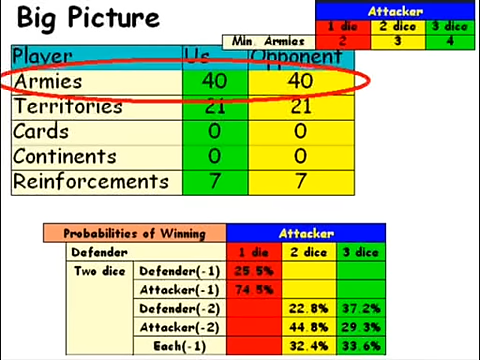 Big Picture
Attacker
1 die 2 dice 3 dice
Min. Armies 2 3 4
Player Us Opponent
Armies 40 40
Territories 21 21
Cards 0 0
Continents 0 0
Reinforcements 7 7
Probabilities of Winning Attacker
Defender 1 die 2 dice 3 dice
Two dice Defender(-1) 25.5%
Attacker(-1) 74.5%
Defender(-2) 22.8% 37.2%
Attacker(-2) 44.8% 29.3%
Each(-1) 32.4% 33.6%